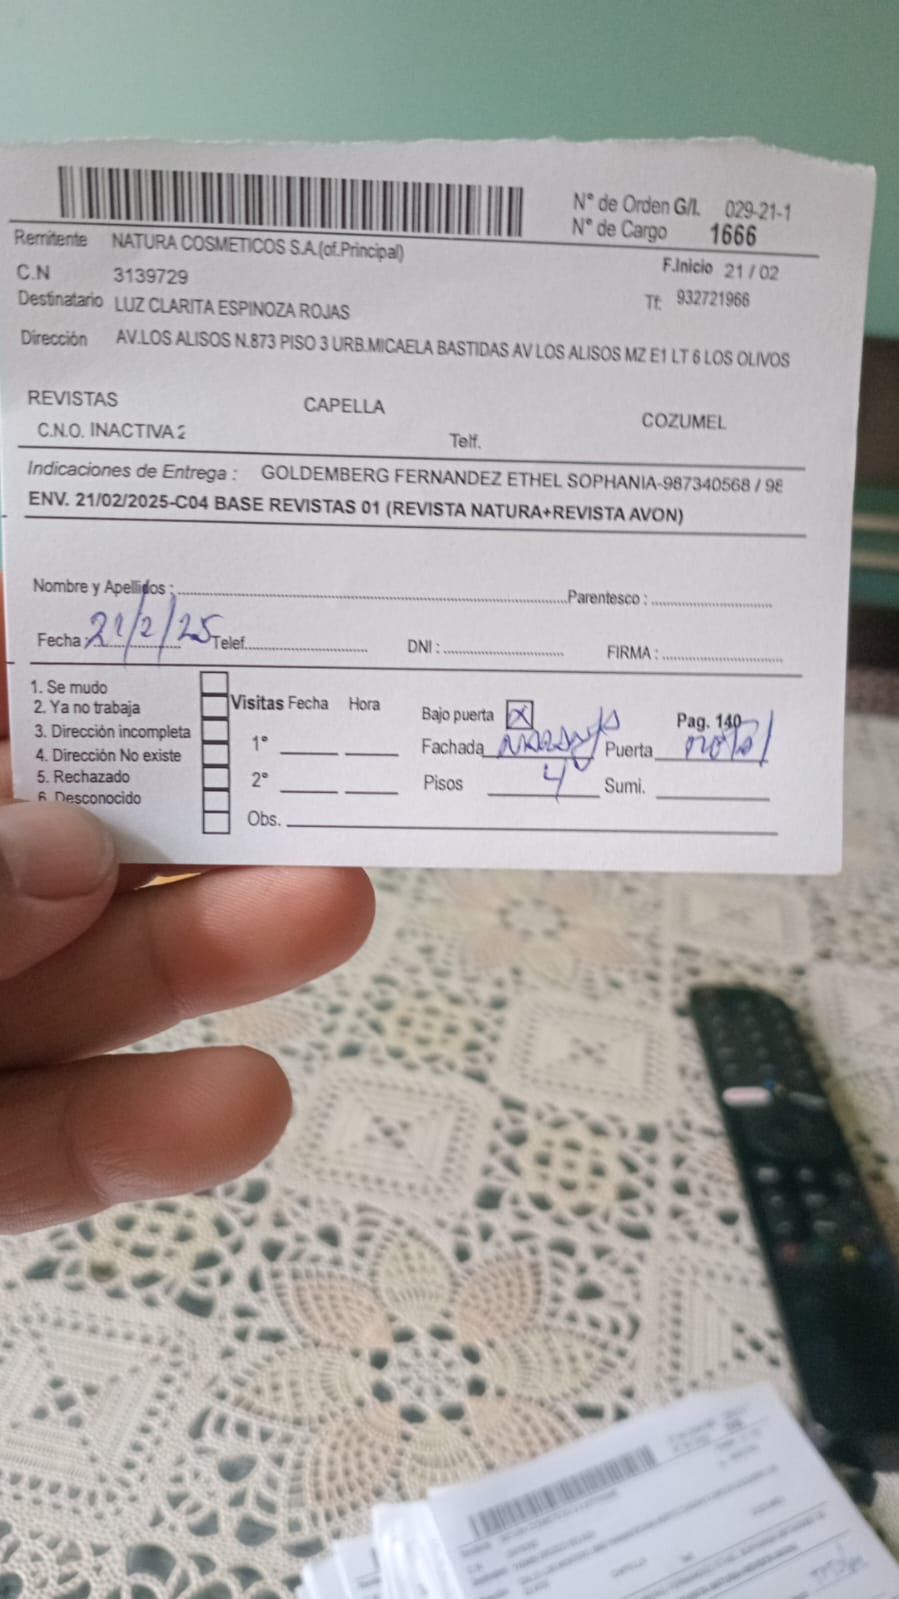 N° de Orden G/I. 029-21-1
N° de Cargo 1666
Remitente NATURA COSMETICOS S.A.(of.Principal)
F.Inicio 21 / 02
C.N 3139729
Tf: 932721966
Destinatario LUZ CLARITA ESPINOZA ROJAS
Dirección AV.LOS ALISOS N.873 PISO 3 URB.MICAELA BASTIDAS AV LOS ALISOS MZ E1 LT 6 LOS OLIVOS
REVISTAS CAPELLA COZUMEL
C.N.O. INACTIVA 2 Telf.
Indicaciones de Entrega : GOLDEMBERG FERNANDEZ ETHEL SOPHANIA-987340568 / 98
ENV. 21/02/2025-C04 BASE REVISTAS 01 (REVISTA NATURA+REVISTA AVON)
Nombre y Apellidos : Parentesco :
Fecha : 21/2/25 Telef. DNI : FIRMA :
1. Se mudo
2. Ya no trabaja
3. Dirección incompleta
4. Dirección No existe
5. Rechazado
6. Desconocido
Visitas Fecha Hora
1°
2°
Obs.
Bajo puerta X Pag. 140
Fachada Puerta
Pisos 4 Sumi.